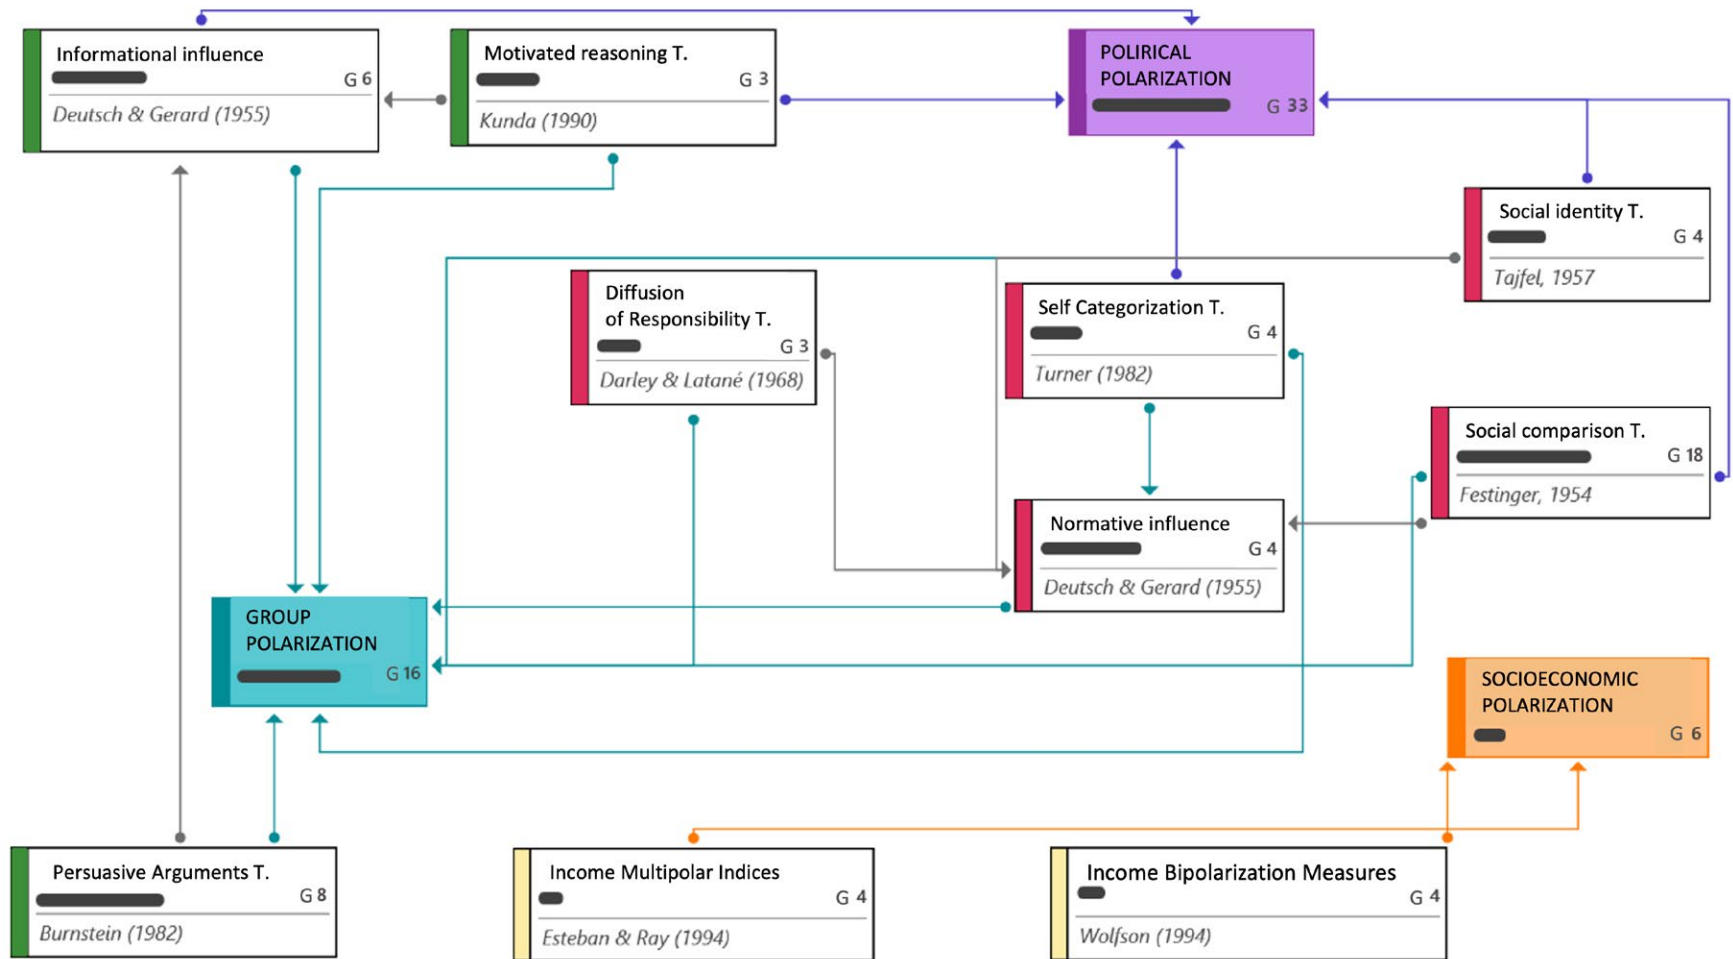 Informational influence
G 6
Deutsch & Gerard (1955)
Motivated reasoning T.
G 3
Kunda (1990)
POLIRICAL
POLARIZATION
G 33
Social identity T.
G 4
Tajfel, 1957
Diffusion
of Responsibility T.
G 3
Darley & Latané (1968)
Self Categorization T.
G 4
Turner (1982)
Social comparison T.
G 18
Festinger, 1954
Normative influence
G 4
Deutsch & Gerard (1955)
GROUP
POLARIZATION
G 16
SOCIOECONOMIC
POLARIZATION
G 6
Persuasive Arguments T.
G 8
Burnstein (1982)
Income Multipolar Indices
G 4
Esteban & Ray (1994)
Income Bipolarization Measures
G 4
Wolfson (1994)